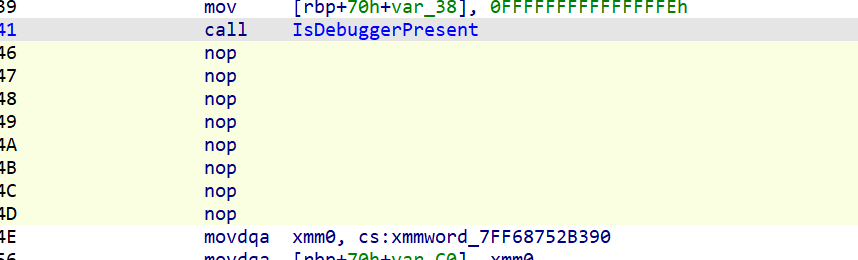 39 mov [rbp+70h+var_38], 0FFFFFFFFFFFFFFFEh
41 call IsDebuggerPresent
46 nop
47 nop
48 nop
49 nop
4A nop
4B nop
4C nop
4D nop
4E movdqa xmm0, cs:xmmword_7FF68752B390
56 movdqa [rbp+70h+var_C0], xmm0